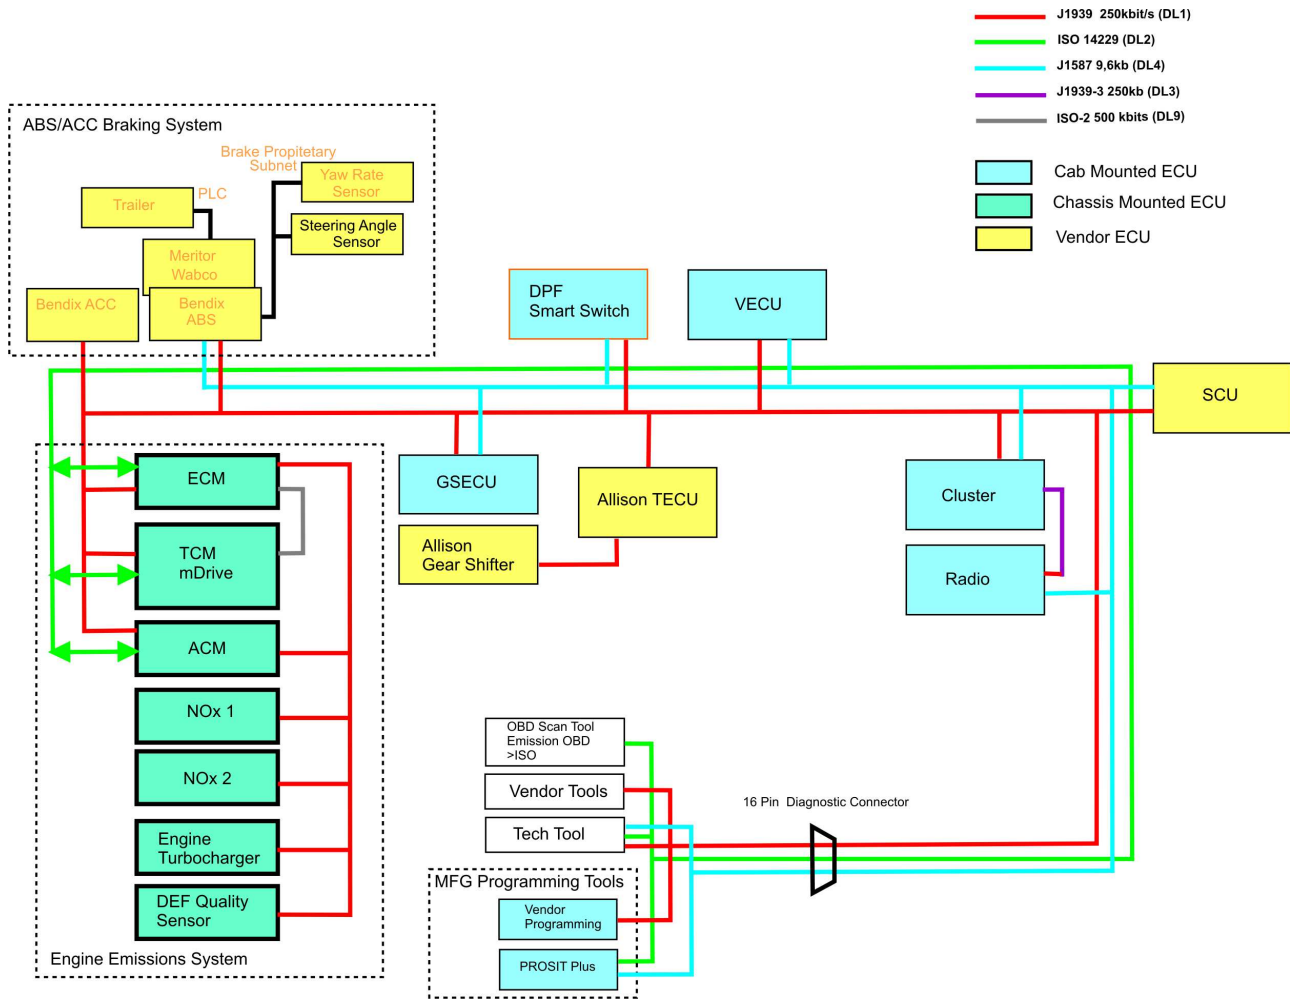 J1939  250kbit/s (DL1)
ISO 14229 (DL2)
J1587 9,6kb (DL4)
J1939-3 250kb (DL3)
ISO-2 500 kbits (DL9)
Cab Mounted ECU
Chassis Mounted ECU
Vendor ECU
ABS/ACC Braking System
Brake Propitetary
Subnet
Yaw Rate
Sensor
PLC
Trailer
Steering Angle
Sensor
Meritor
Wabco
Bendix ACC
Bendix
ABS
DPF
Smart Switch
VECU
SCU
ECM
GSECU
Allison TECU
Cluster
TCM
mDrive
Allison
Gear Shifter
Radio
ACM
NOx 1
NOx 2
Engine
Turbocharger
DEF Quality
Sensor
Engine Emissions System
OBD Scan Tool
Emission OBD
>ISO
Vendor Tools
Tech Tool
16 Pin  Diagnostic Connector
MFG Programming Tools
Vendor
Programming
PROSIT Plus